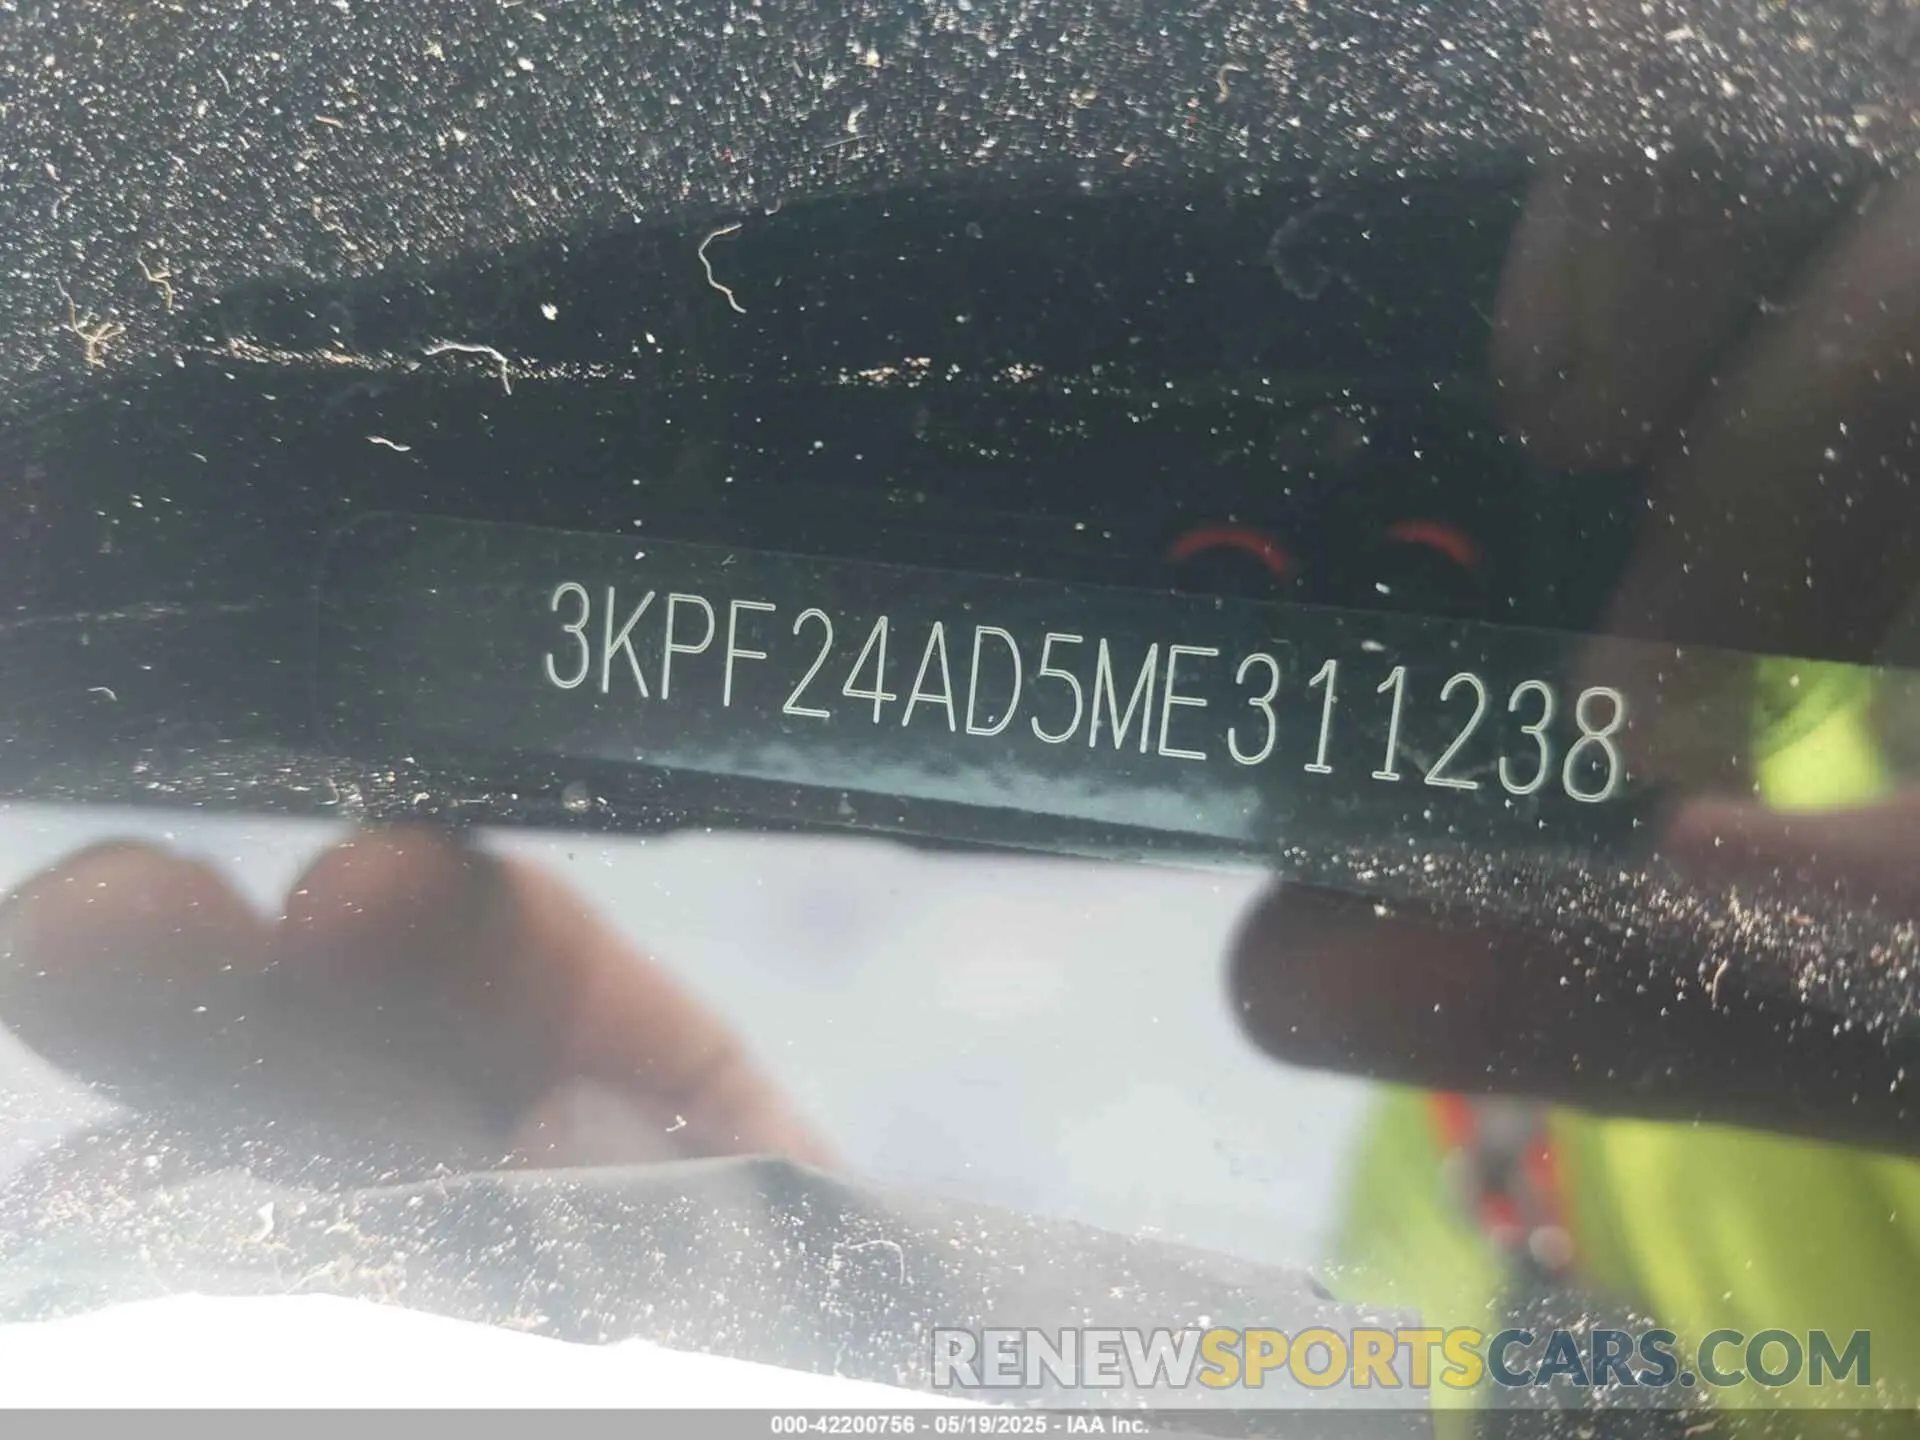 3KPF24AD5ME311238
RENEWSPORTSCARS.COM
000-42200756 - 05/19/2025 - IAA Inc.